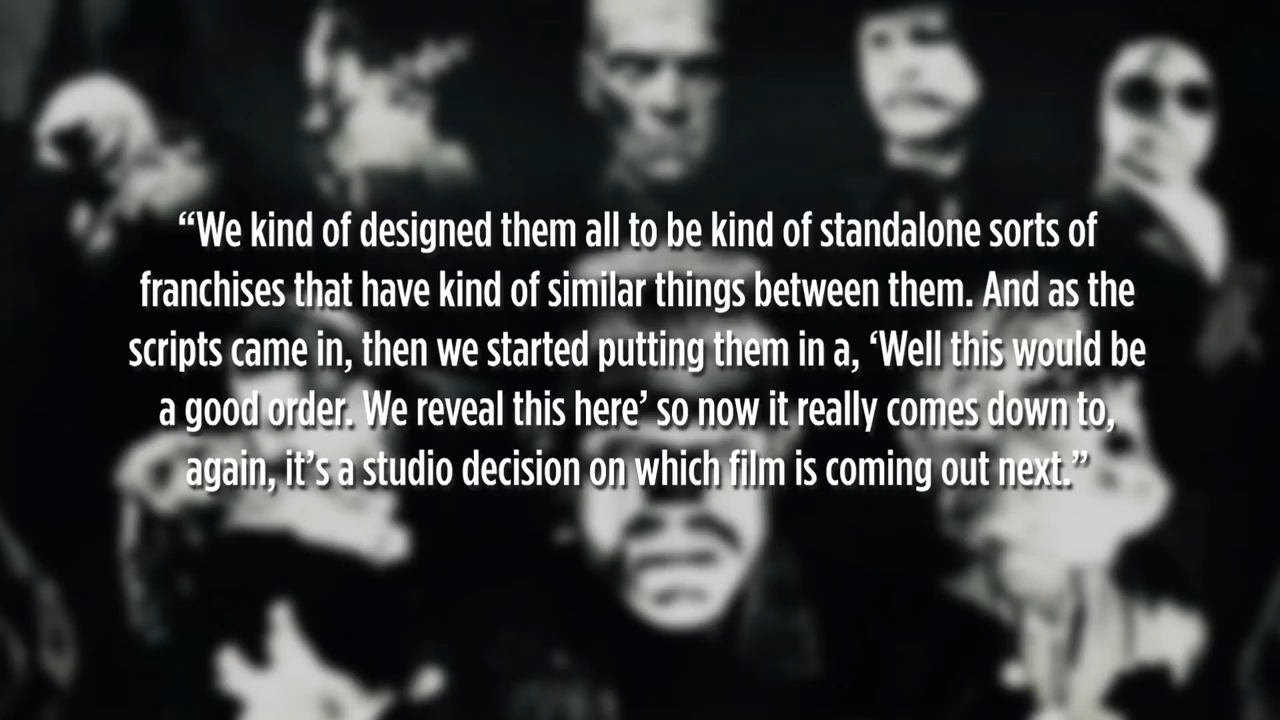 “We kind of designed them all to be kind of standalone sorts of
franchises that have kind of similar things between them. And as the
scripts came in, then we started putting them in a, ‘Well this would be
a good order. We reveal this here’ so now it really comes down to,
again, it’s a studio decision on which film is coming out next.”